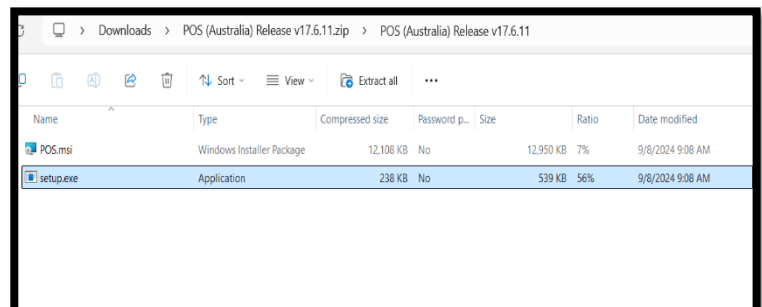 Downloads > POS (Australia) Release v17.6.11.zip > POS (Australia) Release v17.6.11
Sort View Extract all ...
Name Type Compressed size Password p... Size Ratio Date modified
POS.msi Windows Installer Package 12,108 KB No 12,950 KB 7% 9/8/2024 9:08 AM
setup.exe Application 238 KB No 539 KB 56% 9/8/2024 9:08 AM